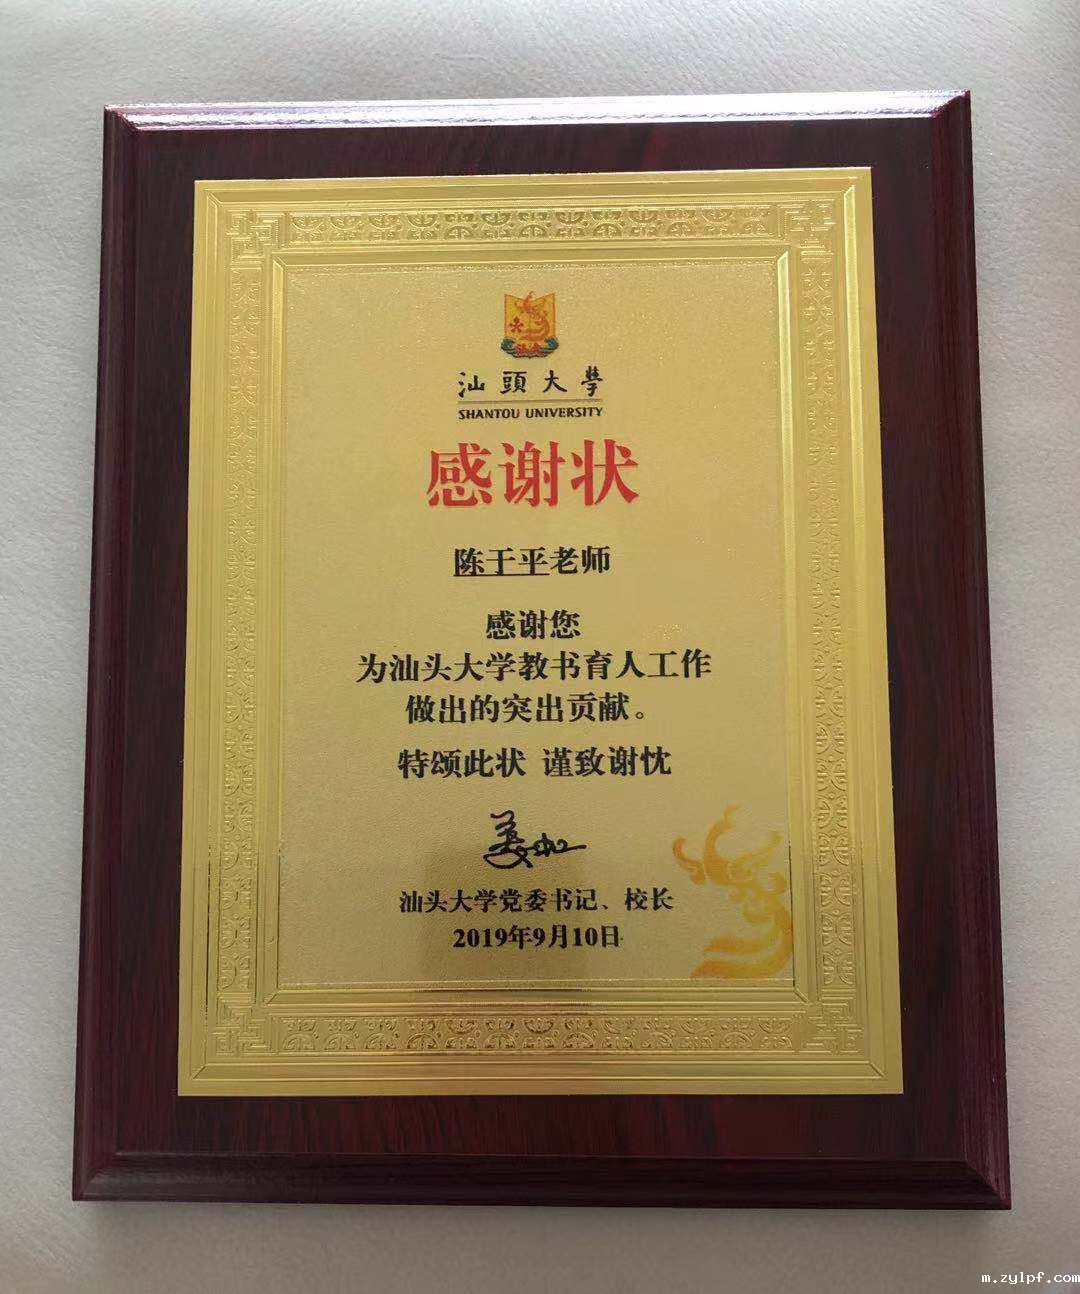 汕頭大學
SHANTOU UNIVERSITY
感谢状
陈于平老师
感谢您
为汕头大学教书育人工作
做出的突出贡献。
特颂此状 谨致谢忱
汕头大学党委书记、校长
2019年9月10日
m.zylpf.com